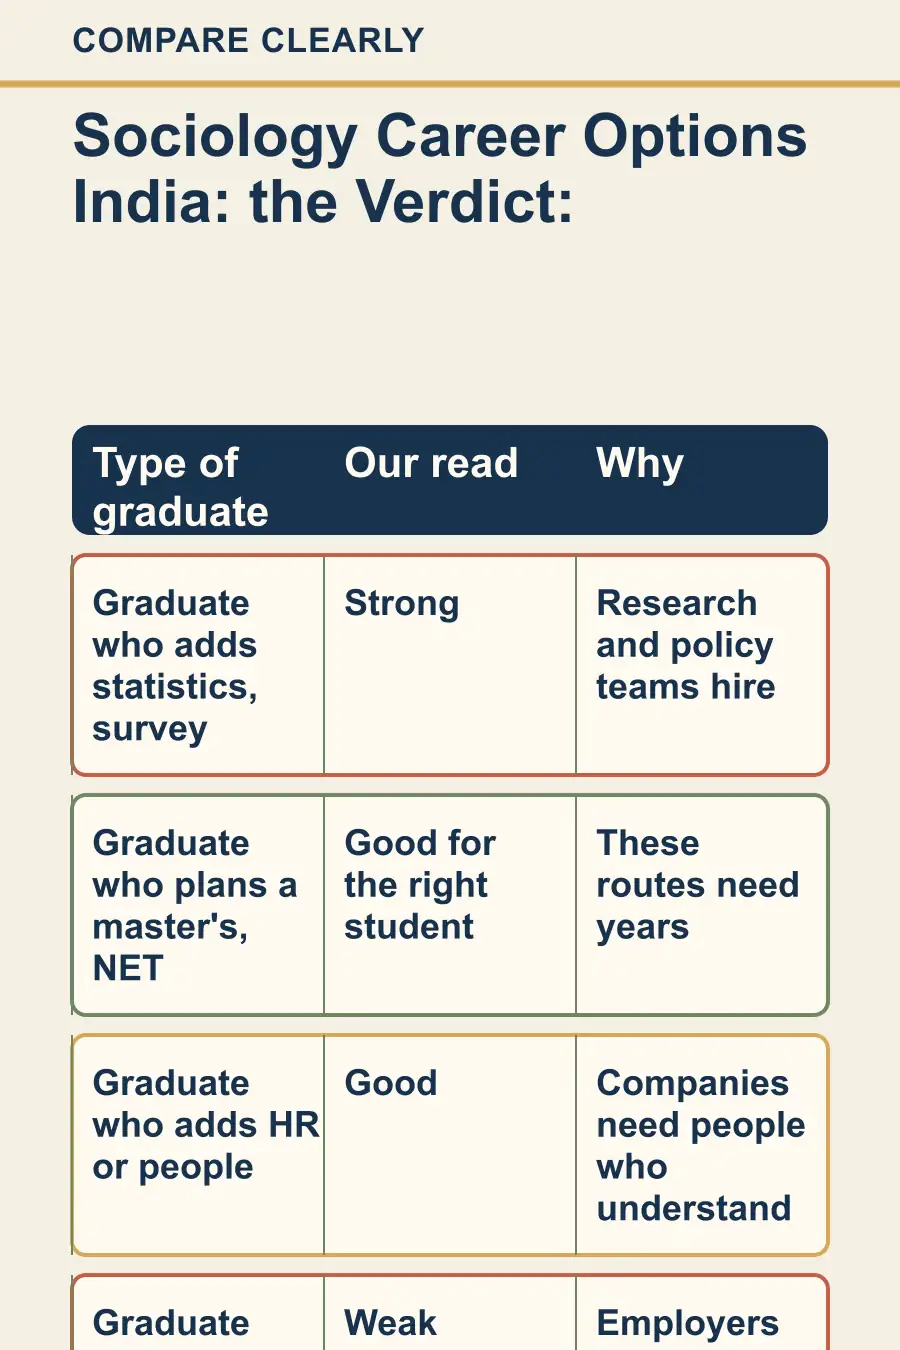 COMPARE CLEARLY
Sociology Career Options
India: the Verdict:
Type of
graduate
Our read
Why
Graduate
who adds
statistics,
survey
Strong
Research
and policy
teams hire
Graduate
who plans a
master's,
NET
Good for
the right
student
These
routes need
years
Graduate
who adds HR
or people
Good
Companies
need people
who
understand
Graduate
Weak
Employers